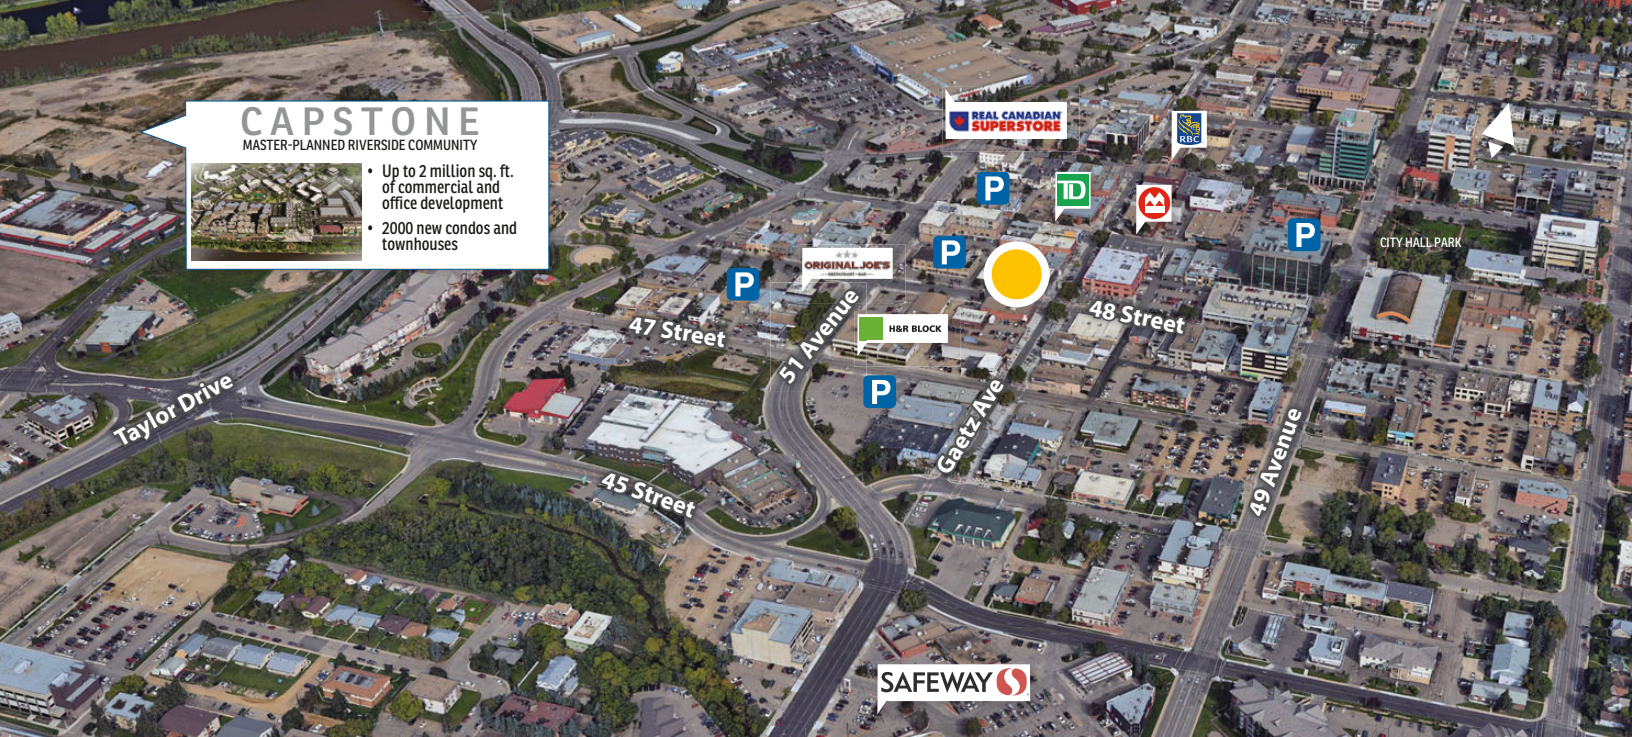 CAPSTONE
MASTER-PLANNED RIVERSIDE COMMUNITY
• Up to 2 million sq. ft.
of commercial and
office development
• 2000 new condos and
townhouses
REAL CANADIAN
SUPERSTORE
RBC
P
TD
P
P
CITY HALL PARK
ORIGINAL JOE'S
RESTAURANT • BAR
P
47 Street
51 Avenue
H&R BLOCK
48 Street
P
Taylor Drive
Gaetz Ave
49 Avenue
45 Street
SAFEWAY